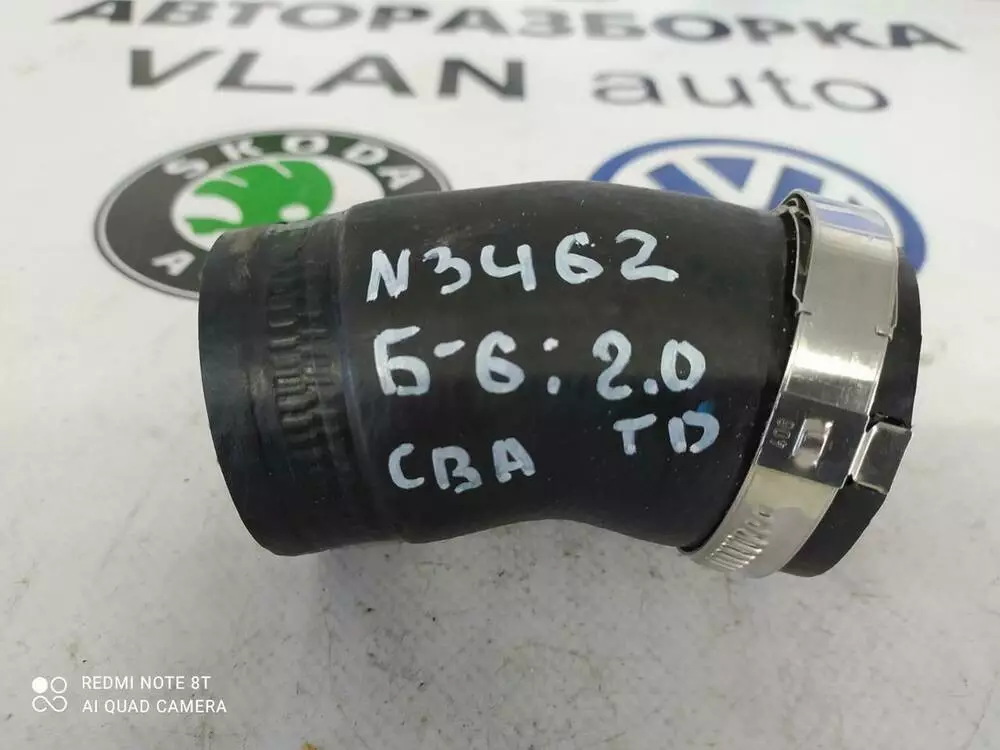 АВТОРАЗБОРКА
VLAN auto
SKODA
A
N3462
Б-6: 2.0
CBA TD
REDMI NOTE 8T
AI QUAD CAMERA